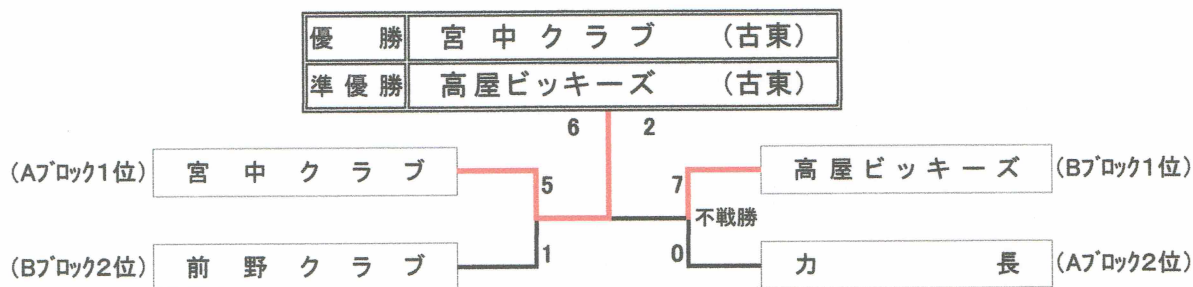 優勝 宮中クラブ (古東)
準優勝 高屋ビッキーズ (古東)
6 2
(Aブロック1位) 宮中クラブ 5 7 高屋ビッキーズ (Bブロック1位)
不戦勝
(Bブロック2位) 前野クラブ 1 0 力長 (Aブロック2位)